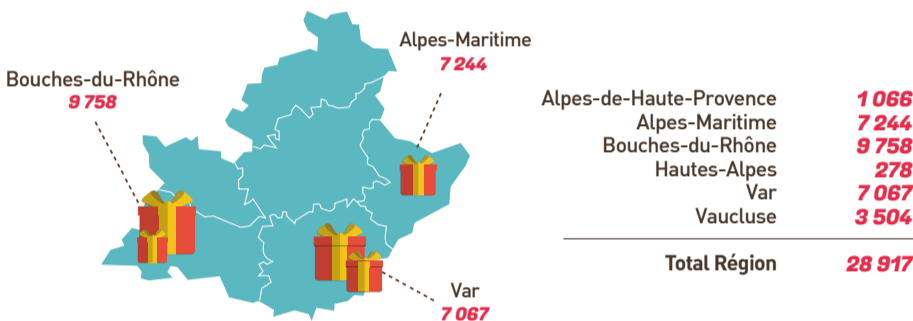 Alpes-Maritime
7 244
Bouches-du-Rhône
9 758
Var
7 067
Alpes-de-Haute-Provence 1 066
Alpes-Maritime 7 244
Bouches-du-Rhône 9 758
Hautes-Alpes 278
Var 7 067
Vaucluse 3 504
Total Région 28 917